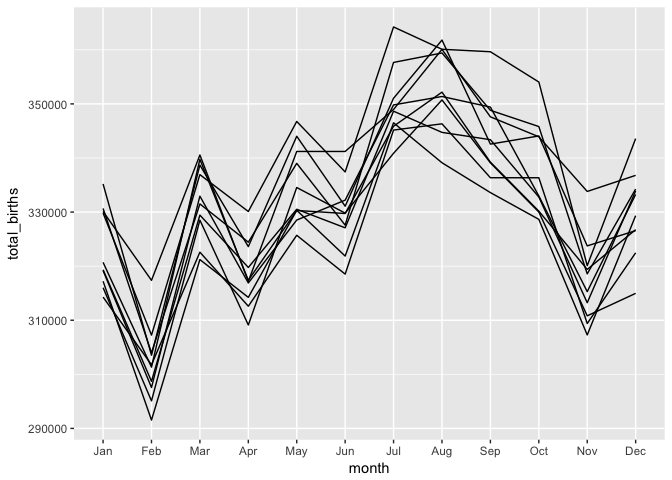 350000
330000
310000
290000
total_births
Jan Feb Mar Apr May Jun Jul Aug Sep Oct Nov Dec
month